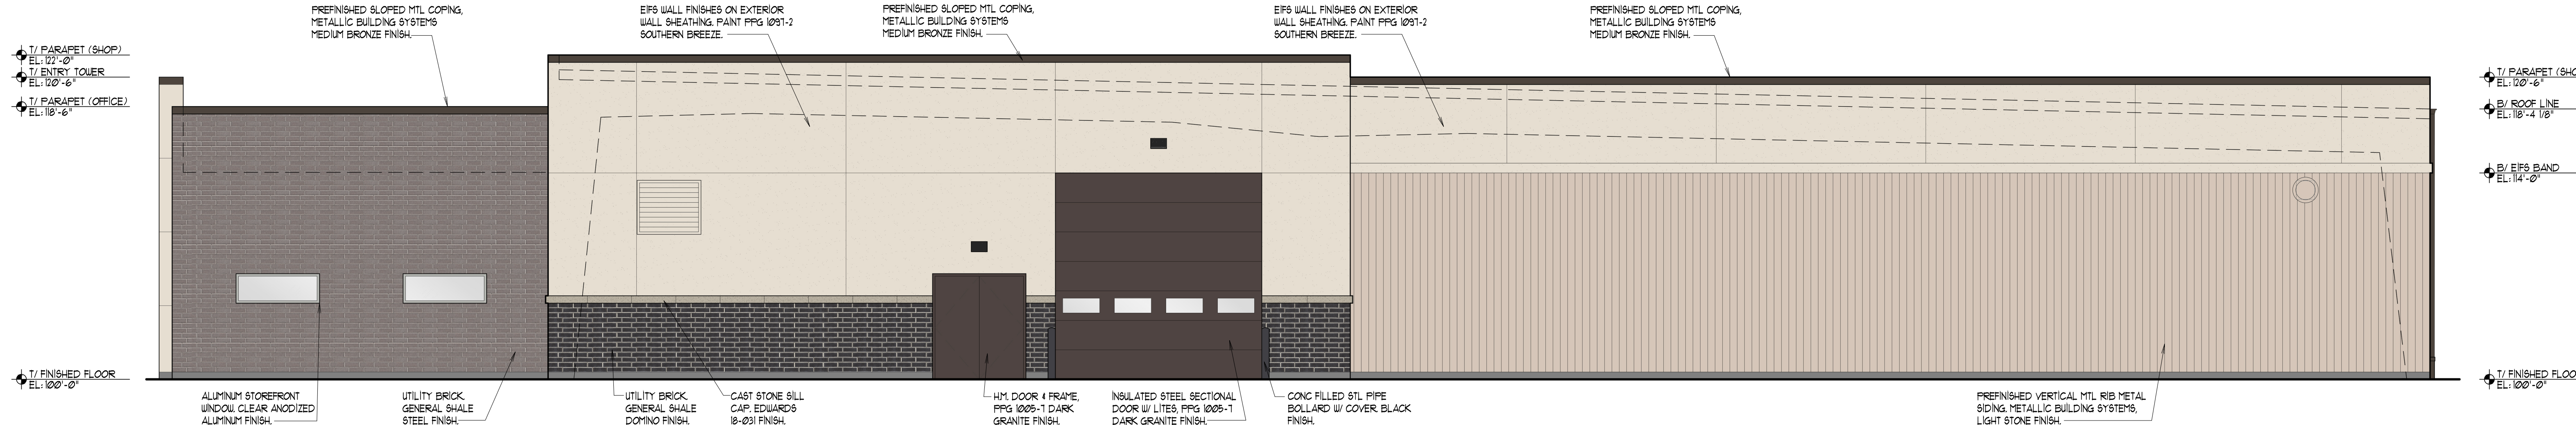 PREFINISHED SLOPED MTL COPING,
METALLIC BUILDING SYSTEMS
MEDIUM BRONZE FINISH.
EIFS WALL FINISHES ON EXTERIOR
WALL SHEATHING. PAINT PPG 1097-2
SOUTHERN BREEZE.
PREFINISHED SLOPED MTL COPING,
METALLIC BUILDING SYSTEMS
MEDIUM BRONZE FINISH.
EIFS WALL FINISHES ON EXTERIOR
WALL SHEATHING. PAINT PPG 1097-2
SOUTHERN BREEZE.
PREFINISHED SLOPED MTL COPING,
METALLIC BUILDING SYSTEMS
MEDIUM BRONZE FINISH.
T/ PARAPET (SHOP)
EL: 122'-0"
T/ ENTRY TOWER
EL: 120'-6"
T/ PARAPET (OFFICE)
EL: 118'-6"
T/ FINISHED FLOOR
EL: 100'-0"
T/ PARAPET (SHO
EL: 120'-6"
B/ ROOF LINE
EL: 118'-4 1/8"
B/ EIFS BAND
EL: 114'-0"
T/ FINISHED FLOO
EL: 100'-0"
ALUMINUM STOREFRONT
WINDOW. CLEAR ANODIZED
ALUMINUM FINISH.
UTILITY BRICK.
GENERAL SHALE
STEEL FINISH.
UTILITY BRICK.
GENERAL SHALE
DOMINO FINISH.
CAST STONE SILL
CAP. EDWARDS
18-031 FINISH.
H.M. DOOR & FRAME,
PPG 1005-7 DARK
GRANITE FINISH.
INSULATED STEEL SECTIONAL
DOOR W/ LITES, PPG 1005-7
DARK GRANITE FINISH.
CONC FILLED STL PIPE
BOLLARD W/ COVER. BLACK
FINISH.
PREFINISHED VERTICAL MTL RIB METAL
SIDING. METALLIC BUILDING SYSTEMS,
LIGHT STONE FINISH.